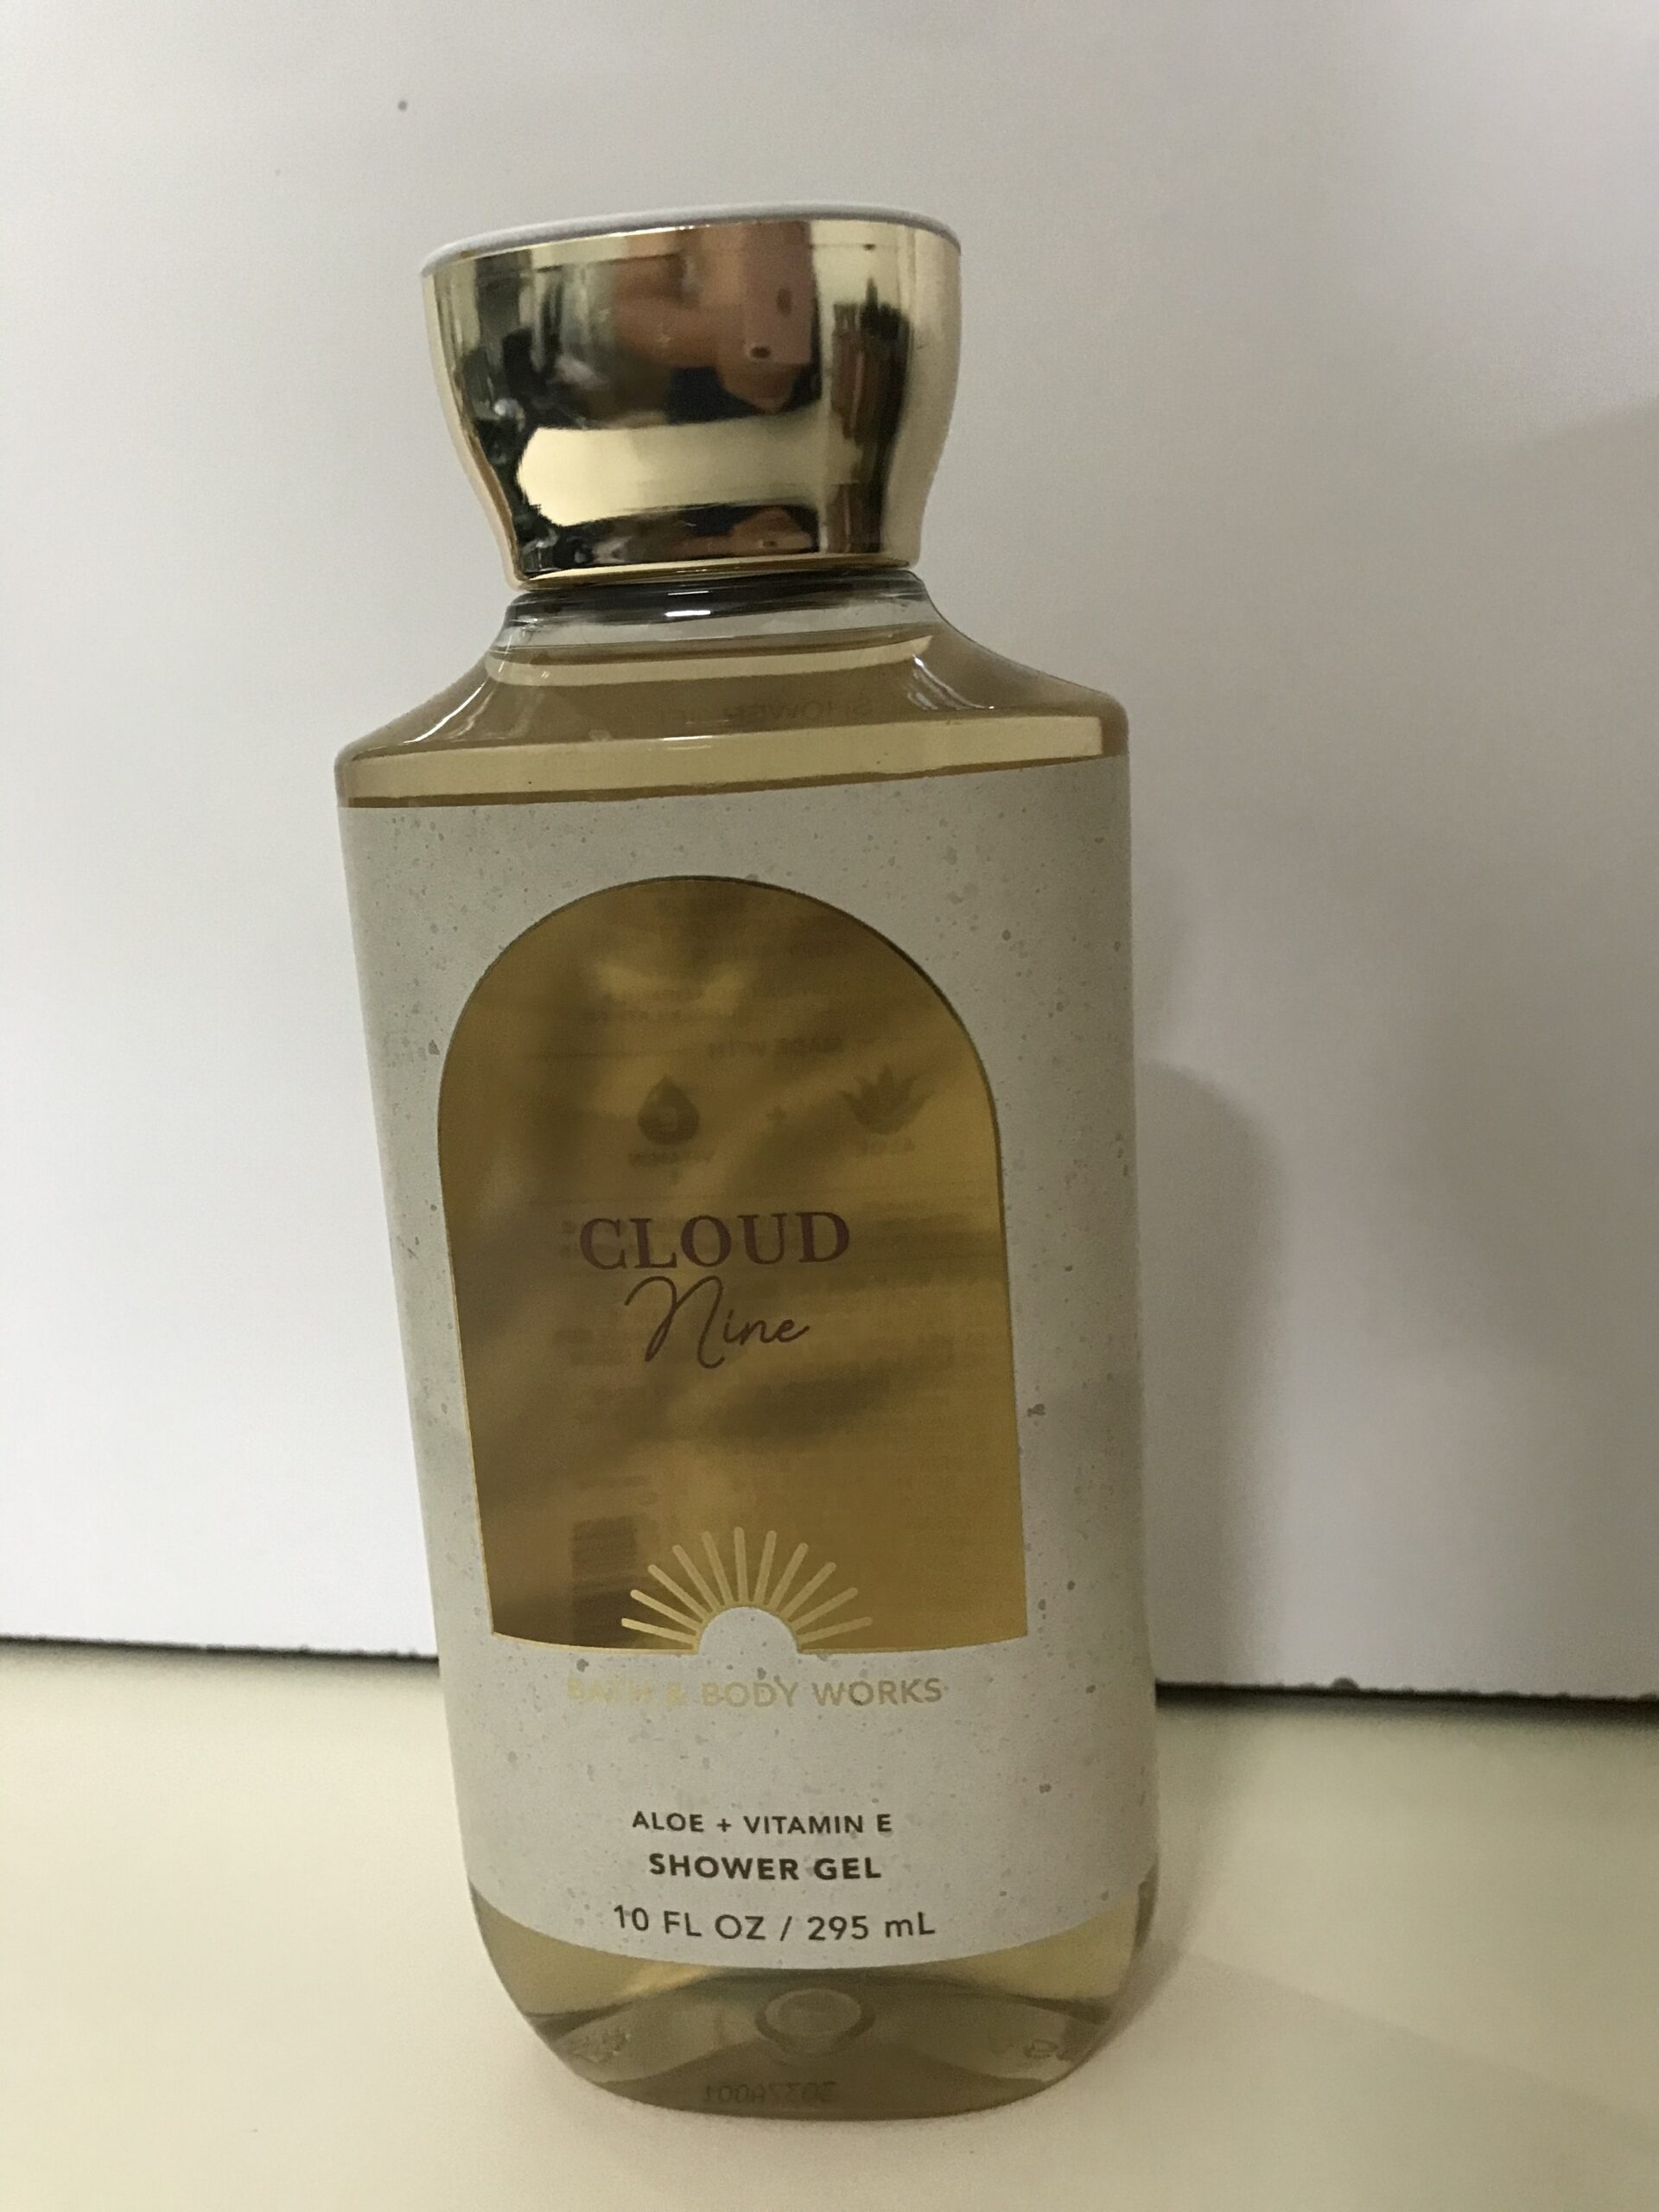 CLOUD
Nine
BATH & BODY WORKS
ALOE + VITAMIN E
SHOWER GEL
10 FL OZ / 295 mL